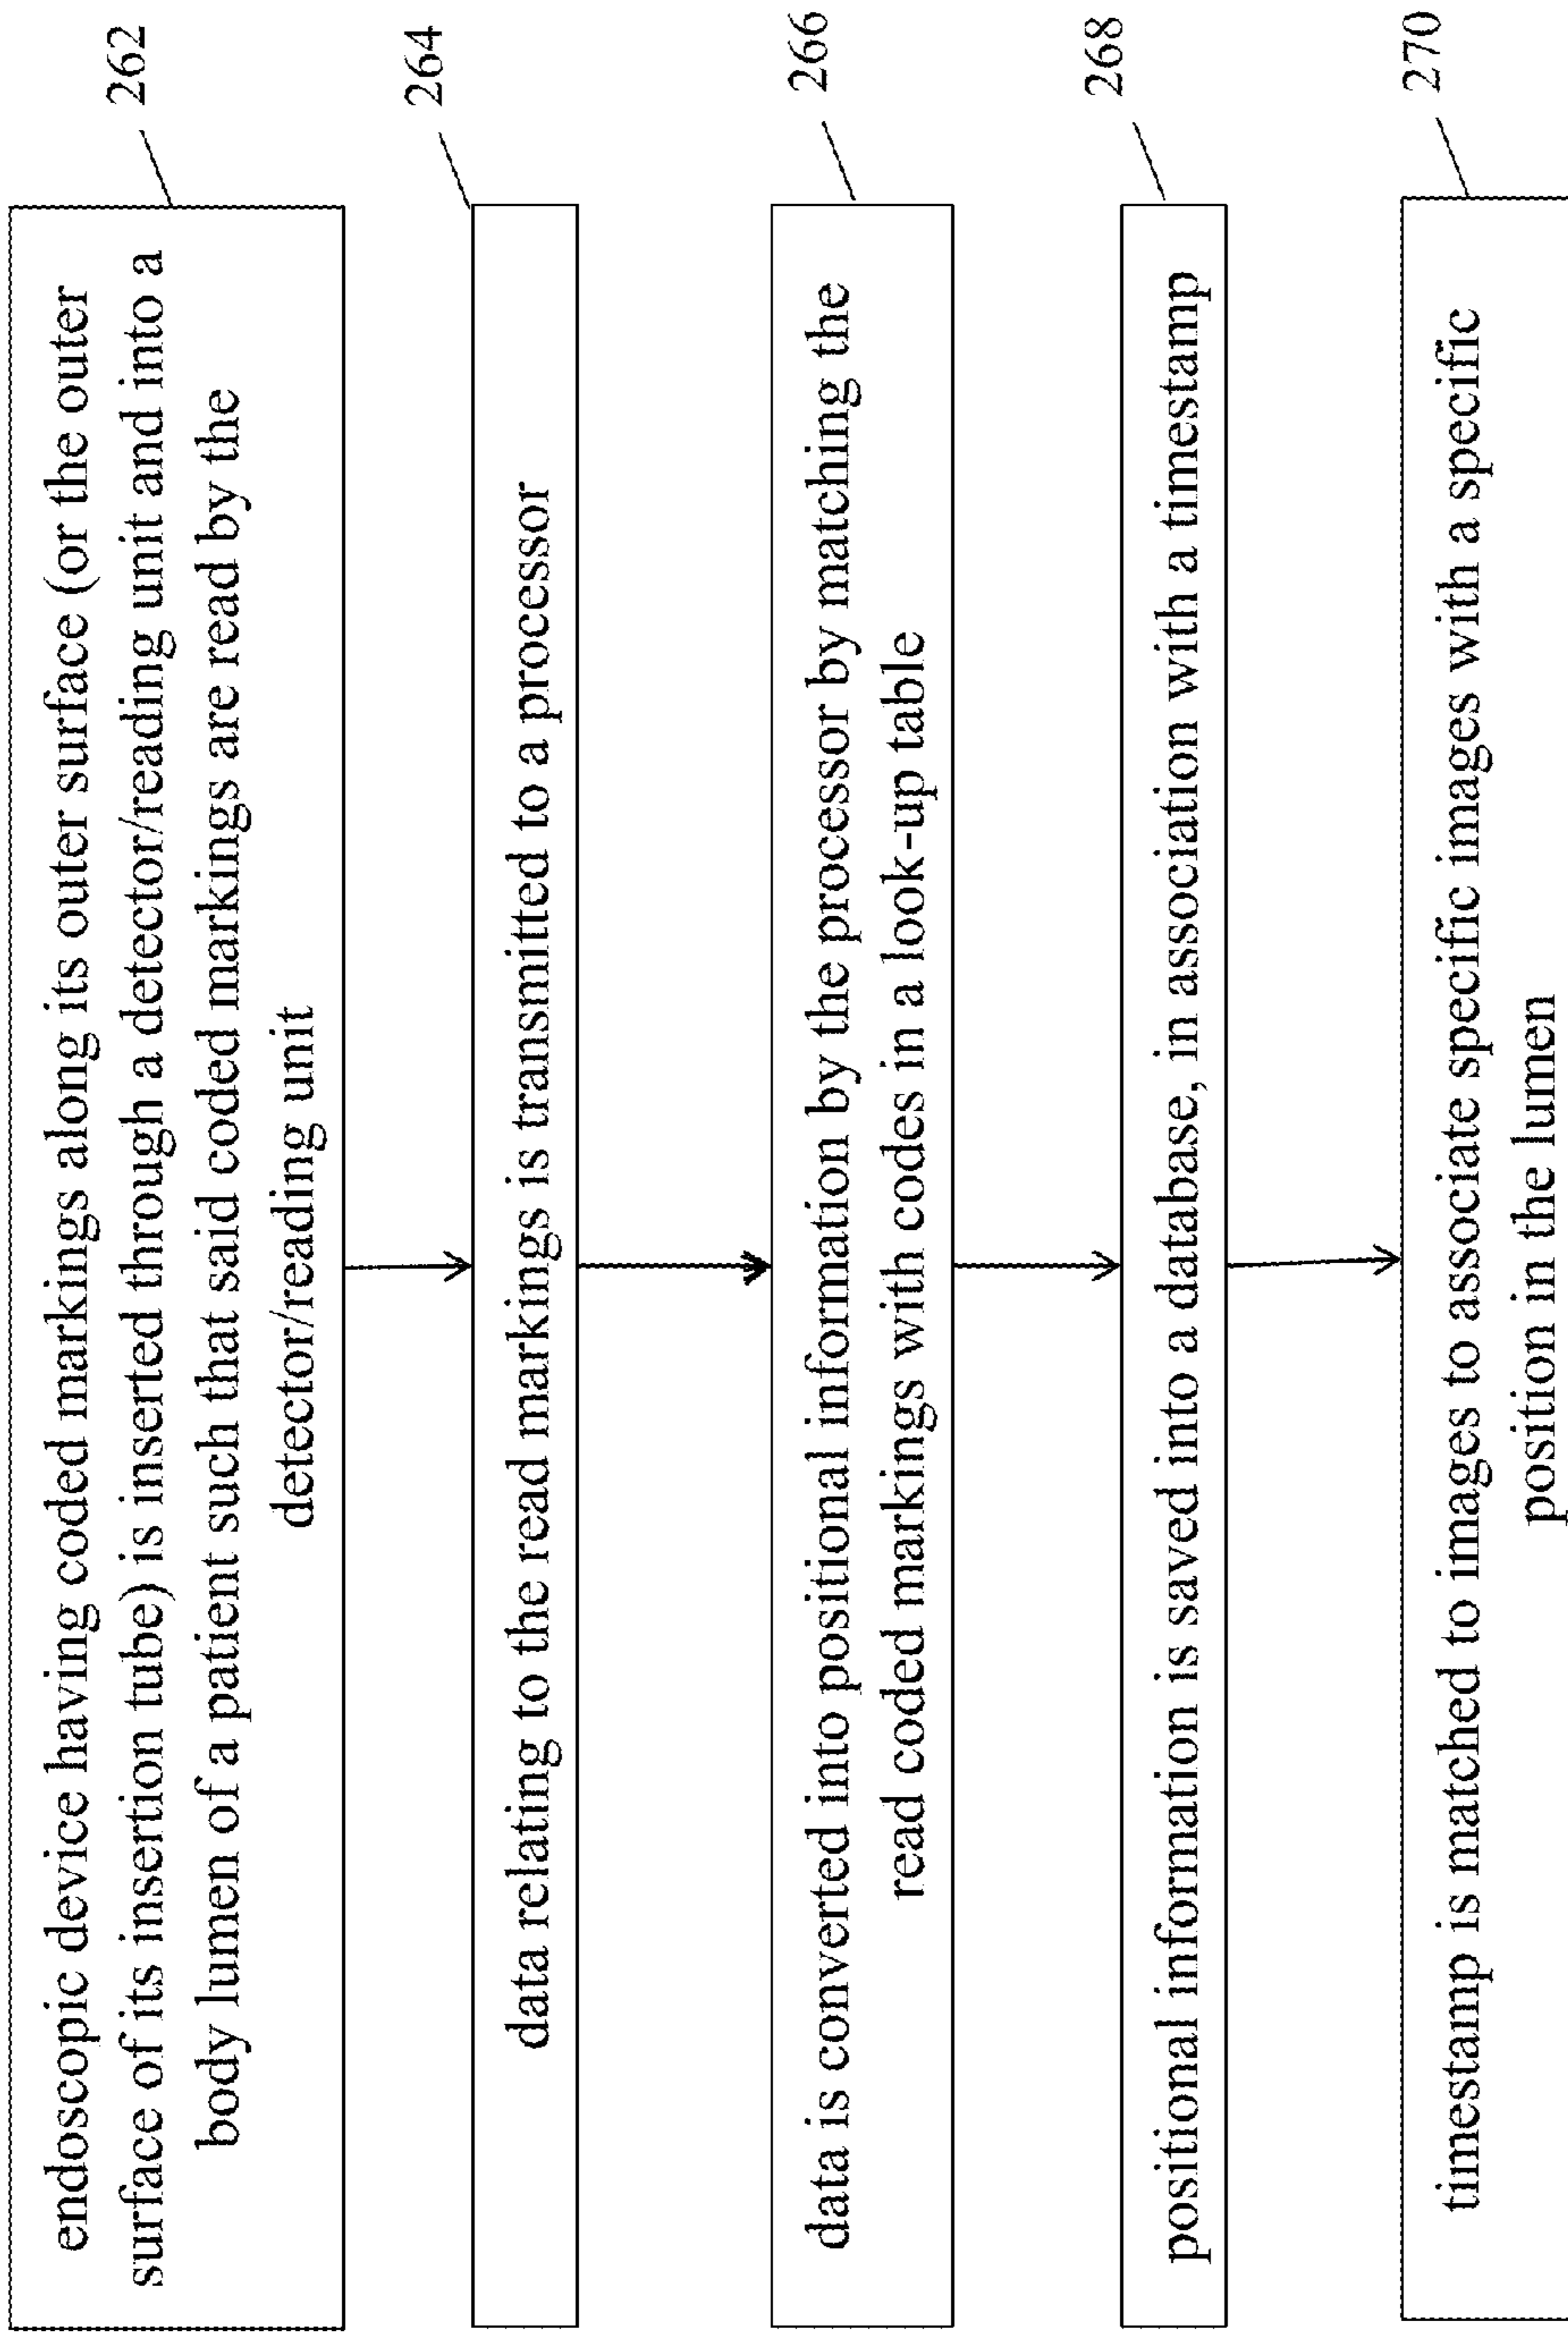 endoscopic device having coded markings along its outer surface (or the outer
surface of its insertion tube) is inserted through a detector/reading unit and into a
body lumen of a patient such that said coded markings are read by the
detector/reading unit
262
data relating to the read markings is transmitted to a processor
264
data is converted into positional information by the processor by matching the
read coded markings with codes in a look-up table
266
positional information is saved into a database, in association with a timestamp
268
timestamp is matched to images to associate specific images with a specific
position in the lumen
270